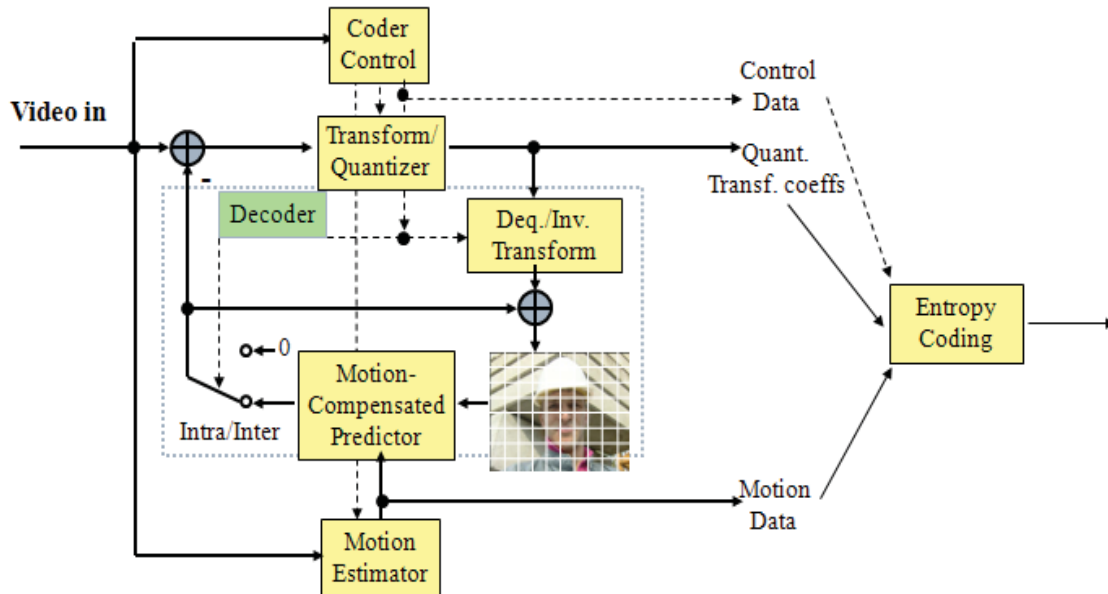 Coder
Control
Video in
Control
Data
Transform/
Quantizer
Quant.
Transf. coeffs
-
Decoder
Deq./Inv.
Transform
Entropy
Coding
0
Motion-
Compensated
Predictor
Intra/Inter
Motion
Data
Motion
Estimator